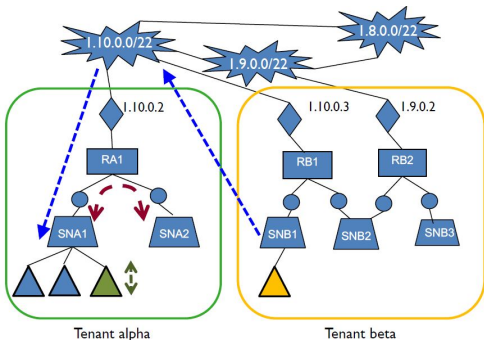 1.8.0.0/22
1.10.0.0/22
1.9.0.0/22
1.10.0.2
1.10.0.3
1.9.0.2
RA1
RB1
RB2
SNA1
SNA2
SNB1
SNB2
SNB3
Tenant alpha
Tenant beta